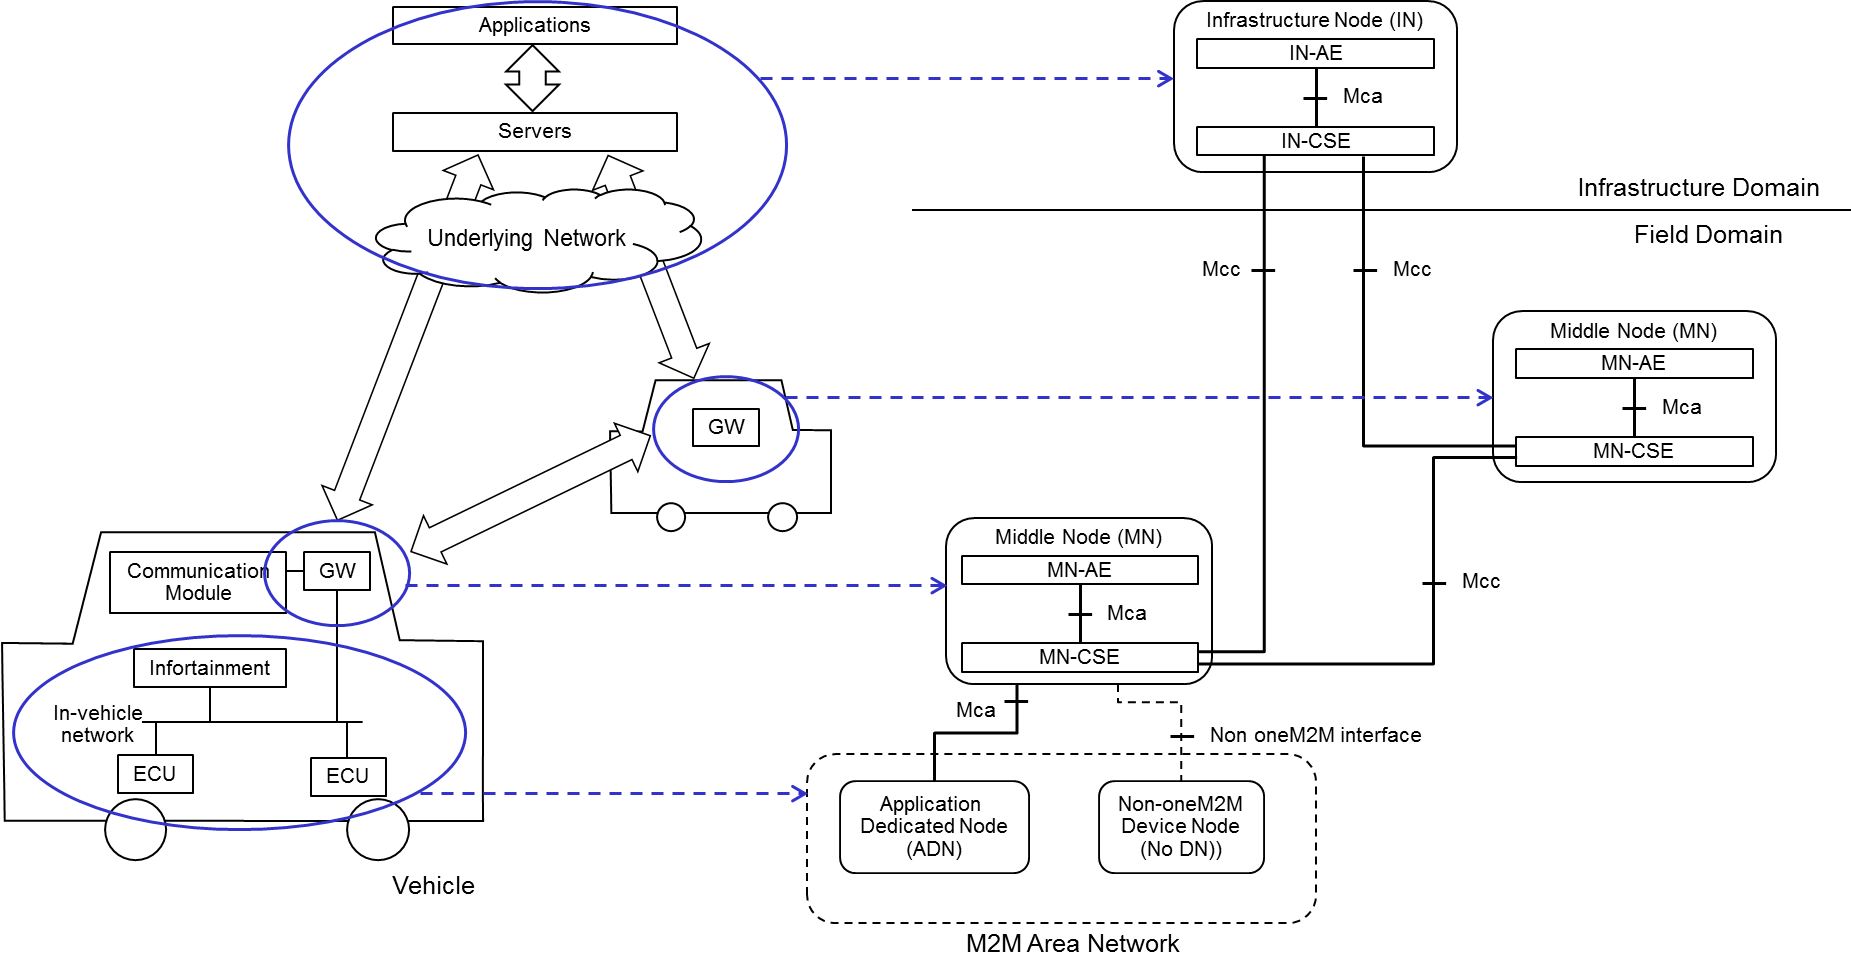 Applications
Servers
Underlying Network
GW
Communication
Module
GW
Infortainment
In-vehicle
network
ECU
ECU
Vehicle
Infrastructure Node (IN)
IN-AE
Mca
IN-CSE
Infrastructure Domain
Field Domain
Mcc
Mcc
Middle Node (MN)
MN-AE
Mca
MN-CSE
Middle Node (MN)
MN-AE
Mca
MN-CSE
Mcc
Mca
Non oneM2M interface
Application
Dedicated Node
(ADN)
Non-oneM2M
Device Node
(No DN))
M2M Area Network